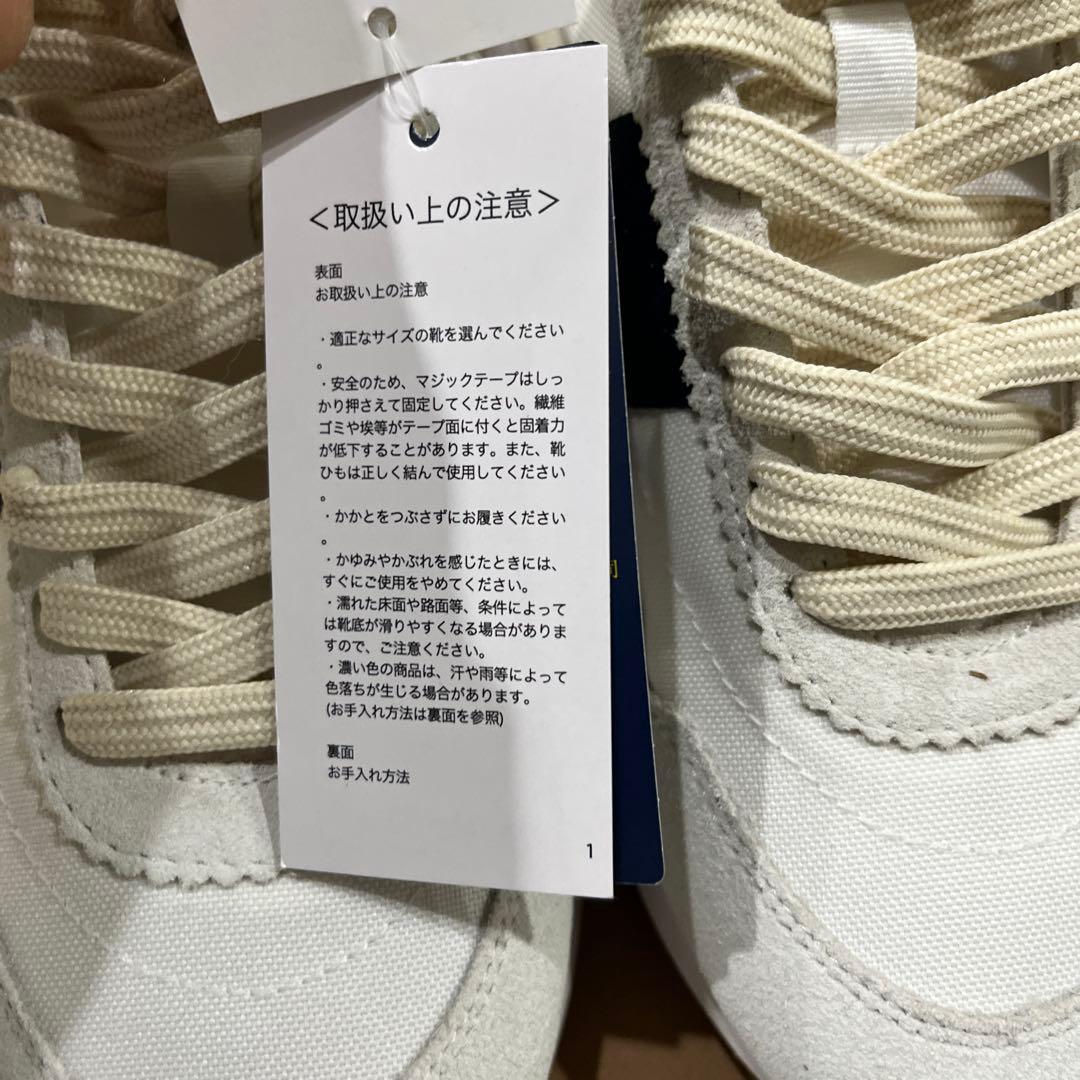 ＜取扱い上の注意＞
表面
お取扱い上の注意
・適正なサイズの靴を選んでください
。
・安全のため、マジックテープはしっ
かり押さえて固定してください。繊維
ゴミや埃等がテープ面に付くと固着力
が低下することがあります。また、靴
ひもは正しく結んで使用してください
。
・かかとをつぶさずにお履きください
。
・かゆみやかぶれを感じたときには、
すぐにご使用をやめてください。
・濡れた床面や路面等、条件によって
は靴底が滑りやすくなる場合がありま
すので、ご注意ください。
・濃い色の商品は、汗や雨等によって
色落ちが生じる場合があります。
(お手入れ方法は裏面を参照)
裏面
お手入れ方法
1